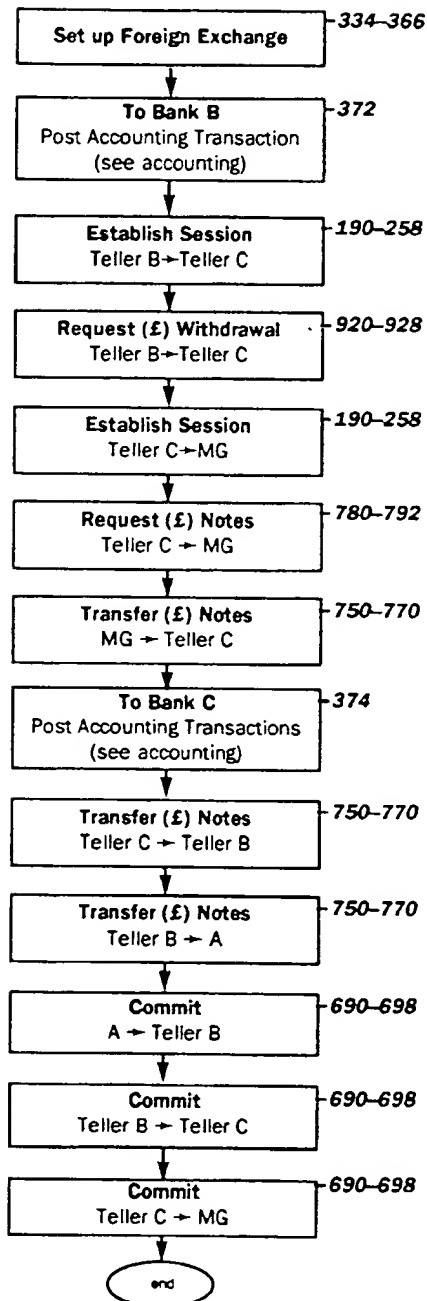 Set up Foreign Exchange
334–366
To Bank B
372
Post Accounting Transaction
(see accounting)
Establish Session
190–258
Teller B→Teller C
Request (£) Withdrawal
920–928
Teller B→Teller C
Establish Session
190–258
Teller C→MG
Request (£) Notes
780–792
Teller C → MG
Transfer (£) Notes
750–770
MG → Teller C
To Bank C
374
Post Accounting Transactions
(see accounting)
Transfer (£) Notes
750–770
Teller C → Teller B
Transfer (£) Notes
750–770
Teller B → A
Commit
690–698
A → Teller B
Commit
690–698
Teller B → Teller C
Commit
690–698
Teller C → MG
end